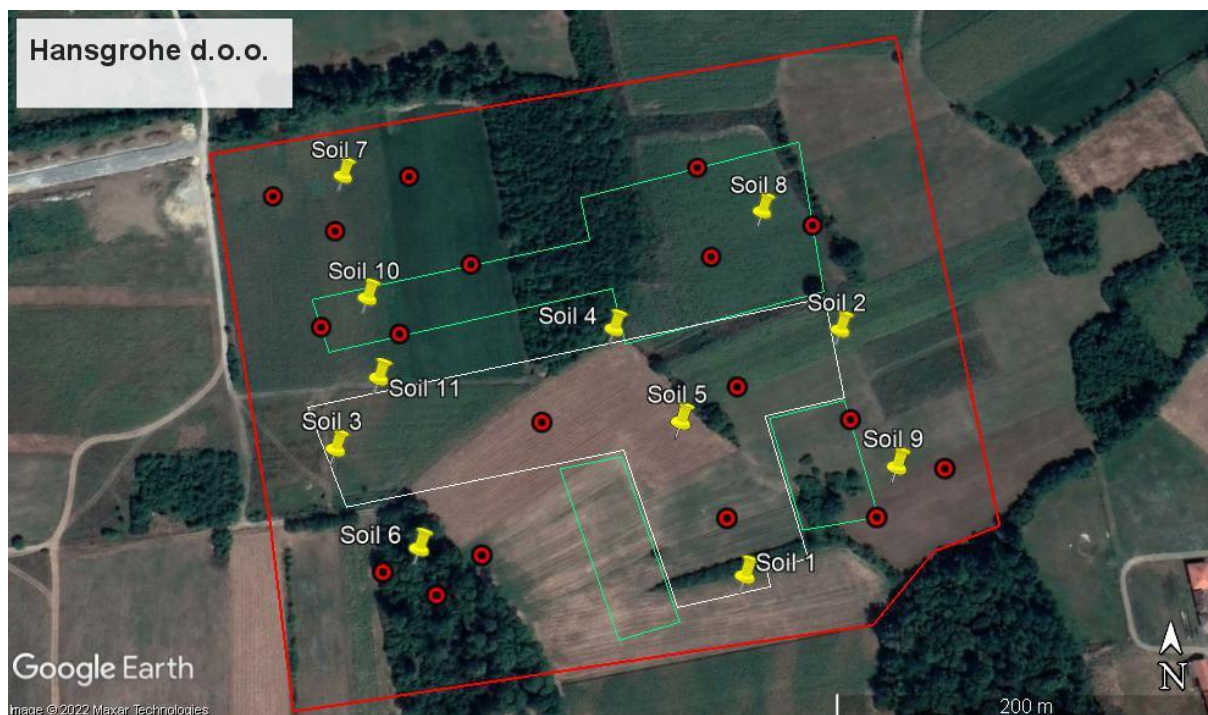 Hansgrohe d.o.o.
Soil 7
Soil 8
Soil 10
Soil 4
Soil 2
Soil 11
Soil 5
Soil 3
Soil 9
Soil 6
Soil 1
Google Earth
N
Image © 2022 Maxar Technologies
200 m